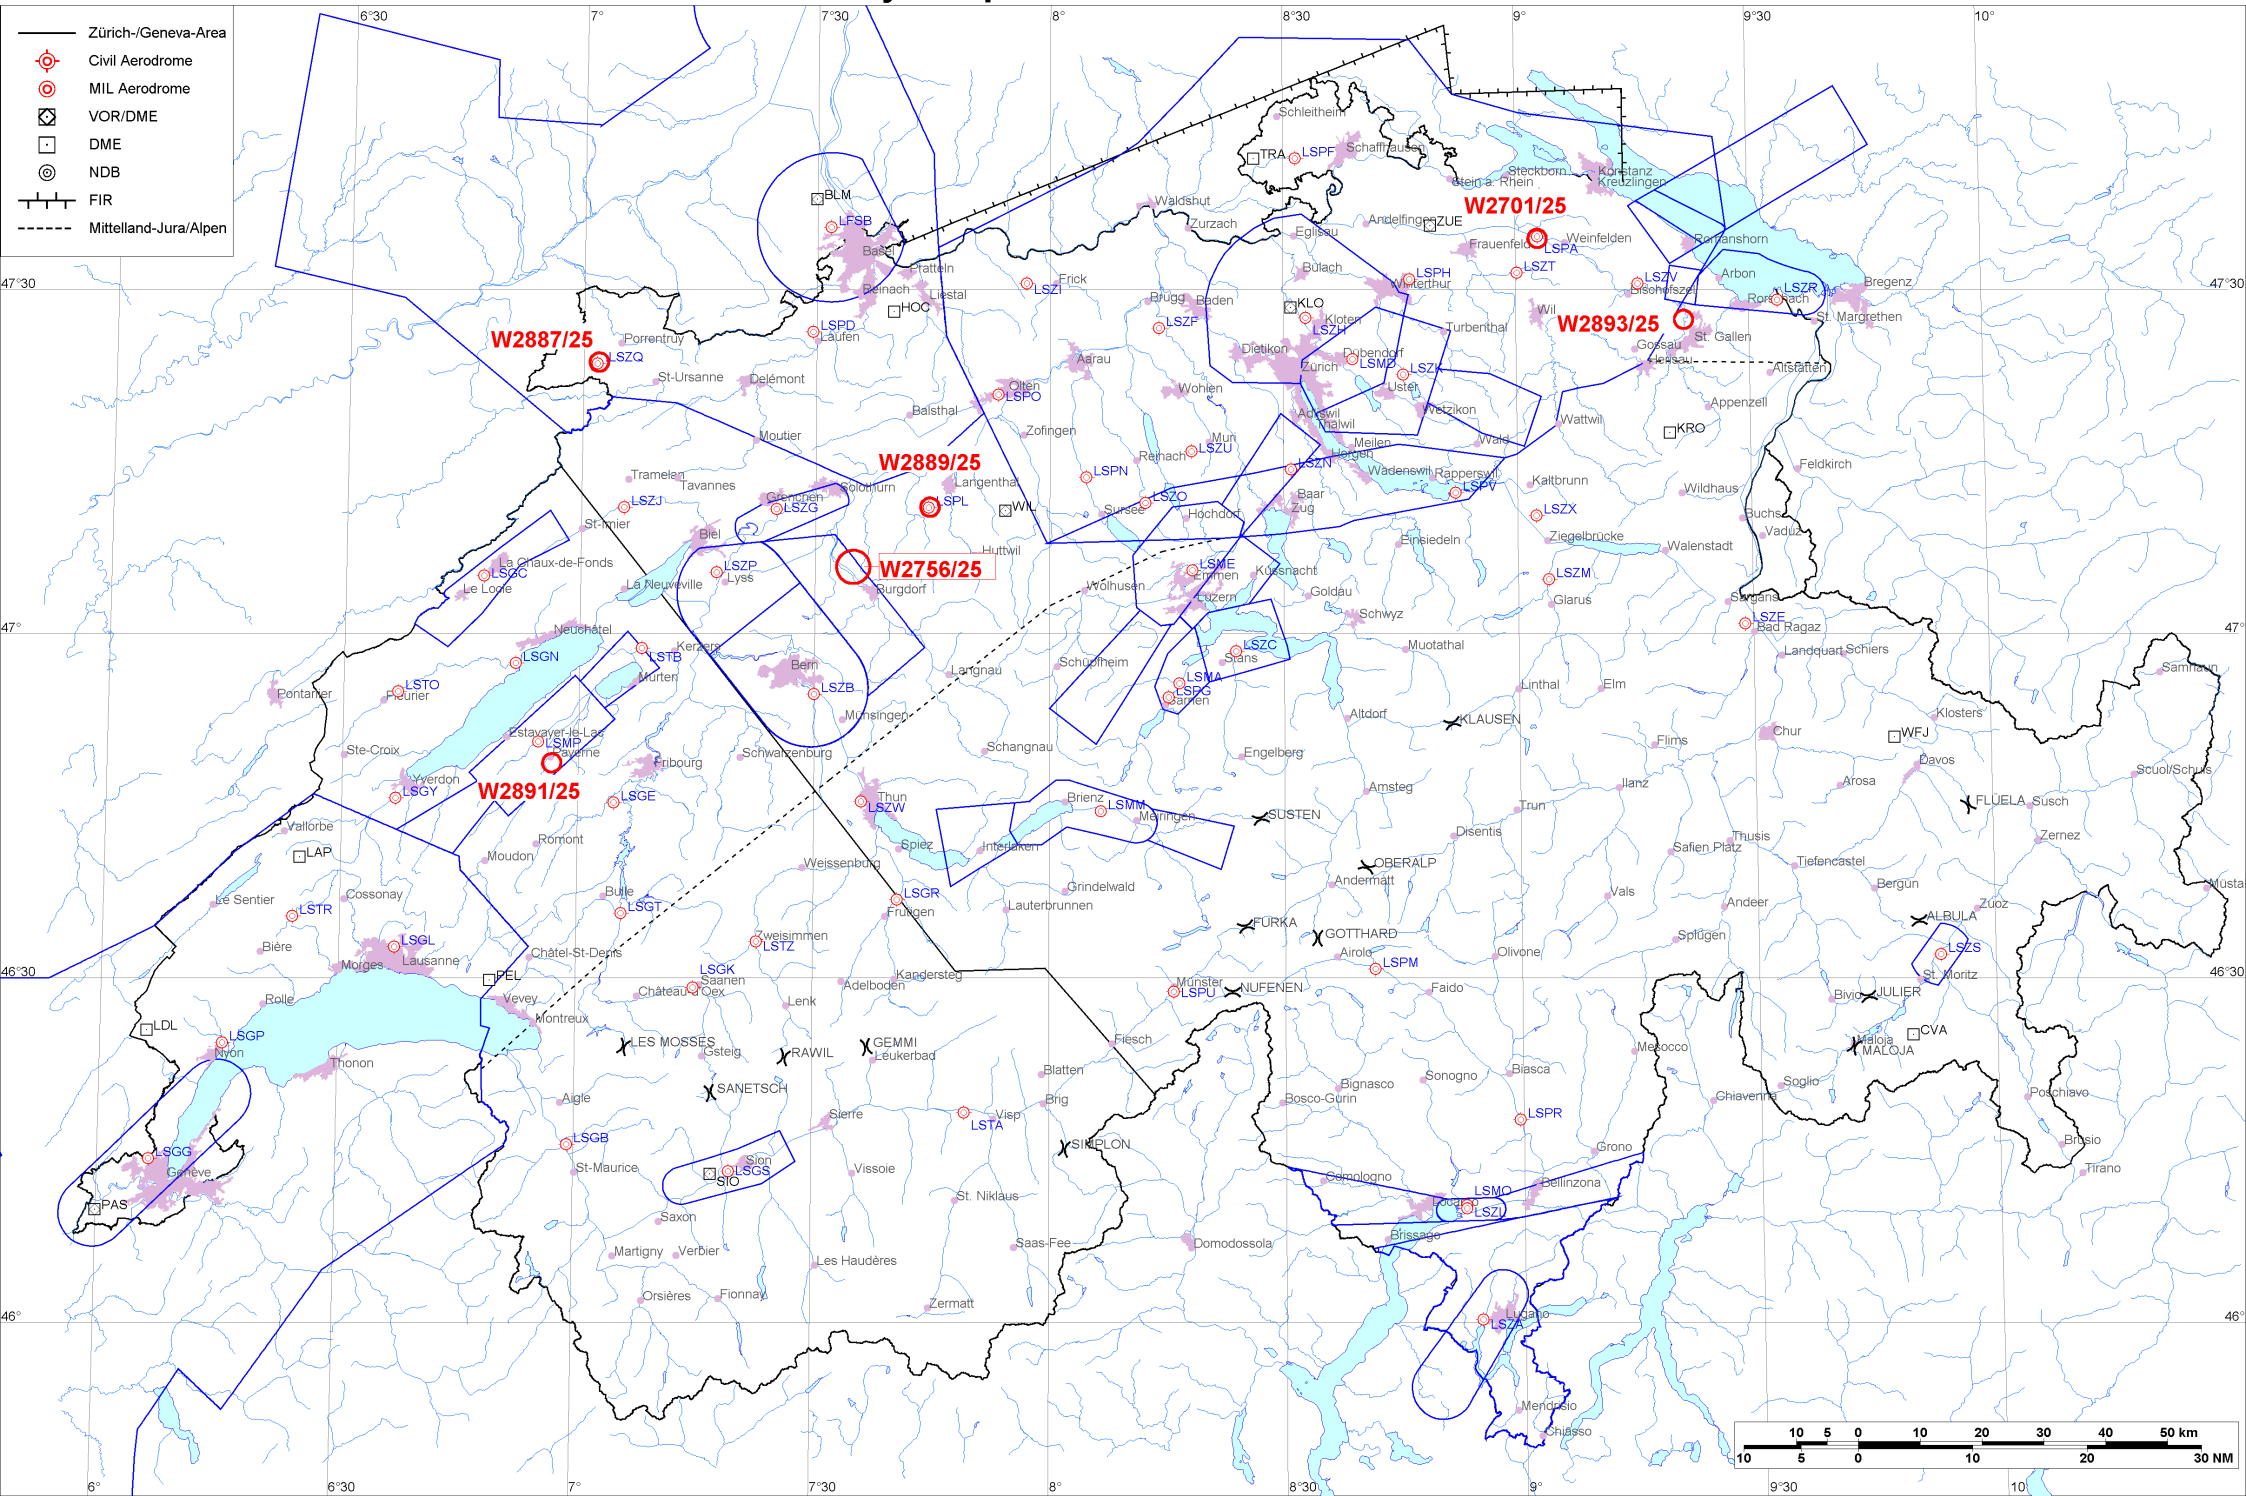 6°30
7°
7°30
8°
8°30
9°
9°30
10°
Zürich-/Geneva-Area
Civil Aerodrome
MIL Aerodrome
VOR/DME
DME
NDB
FIR
Mittelland-Jura/Alpen
Schleitheim
TRA
LSPF
Schaffhausen
Steckborn
Konstanz
Stein a. Rhein
Kreuzlingen
BLM
Waldshut
W2701/25
LFSB
Zurzach
Andelfingen
ZUE
Eglisau
Basel
Frauenfeld
Weinfelden
LSPA
Romanshorn
Pratteln
Bülach
LSPH
LSZT
LSZV
Arbon
47°30
Reinach
Liestal
LSZI
Frick
Winterthur
Bischofszell
LSZR
Bregenz
HOC
Brugg
Baden
KLO
Rorschach
Wil
W2887/25
LSPD
Laufen
LSZF
Kloten
LSZH
Turbenthal
W2893/25
St. Margrethen
47°30
Porrentruy
St. Gallen
LSZQ
Aarau
Dietikon
Dübendorf
LSMD
Gossau
Herisau
St-Ursanne
Delémont
Zürich
LSZK
Altstätten
Olten
LSPO
Wohlen
Uster
Balsthal
Adliswil
Wetzikon
Appenzell
Thalwil
Wattwil
Moutier
Zofingen
Muri
Meilen
Wald
KRO
W2889/25
Reinach
LSZU
Horgen
Tramelan
LSPN
LSZN
Wädenswil
Rapperswil
Feldkirch
Tavannes
Solothurn
Langenthal
Kaltbrunn
Grenchen
LSPV
Wildhaus
LSZJ
LSZG
LSPL
WIL
LSZO
Baar
Sursee
Zug
LSZX
Buchs
St-Imier
Hochdorf
Biel
Einsiedeln
Ziegelbrücke
Vaduz
Huttwil
Walenstadt
La Chaux-de-Fonds
LSZP
W2756/25
LSME
LSGC
Lyss
Emmen
Küssnacht
LSZM
Le Locle
La Neuveville
Burgdorf
Wolhusen
Luzern
Goldau
Glarus
Sargans
Schwyz
LSZE
47°
Neuchâtel
Bad Ragaz
47°
Kerzers
LSZC
Muotathal
LSGN
LSTB
Bern
Schüpfheim
Stans
Landquart
Schiers
Langnau
Samnaun
LSTO
Murten
LSMA
Pontarlier
Fleurier
LSZB
LSPG
Linthal
Elm
Sarnen
Münsingen
Altdorf
KLAUSEN
Klosters
Estavayer-le-Lac
Chur
WFJ
LSMP
Ste-Croix
Payerne
Schwarzenburg
Schangnau
Engelberg
Flims
Fribourg
Davos
Yverdon
Scuol/Schuls
LSGY
W2891/25
LSGE
Thun
Brienz
Amsteg
Ilanz
Arosa
LSZW
LSMM
Trun
FLÜELA
Susch
Meiringen
SUSTEN
Vallorbe
Romont
Disentis
Thusis
Zernez
LAP
Moudon
Spiez
Interlaken
Safien Platz
Weissenburg
OBERALP
Tiefencastel
Bulle
Grindelwald
Andermatt
Bergun
Cossonay
LSGR
Vals
Le Sentier
LSTR
LSGT
Frutigen
Lauterbrunnen
Andeer
Zuoz
FURKA
ALBULA
Zweisimmen
GOTTHARD
Splügen
Bière
LSGL
LSTZ
Airolo
Olivone
LSZS
Châtel-St-Denis
Morges
Lausanne
LSGK
LSPM
46°30
PEL
Saanen
Kandersteg
Münster
St. Moritz
46°30
Adelboden
LSPU
NUFENEN
Faido
Rolle
Vevey
Château-d'Oex
Lenk
Bivio
JULIER
Montreux
LDL
CVA
LSGP
LES MOSSES
GEMMI
Fiesch
Maloja
Nyon
Gsteig
RAWIL
Leukerbad
Mesocco
MALOJA
Thonon
Blatten
Biasca
SANETSCH
Bignasco
Sonogno
Soglio
Aigle
Brig
Bosco-Gurin
Chiavenna
Poschiavo
Sierre
Visp
LSPR
LSTA
LSGB
SIMPLON
Grono
Brusio
LSGG
Sion
Genève
St-Maurice
LSGS
Vissoie
Tirano
SIO
Comologno
Bellinzona
LSMO
PAS
St. Niklaus
Locarno
LSZL
Saxon
Brissago
Martigny
Verbier
Saas-Fee
Domodossola
Les Haudères
Orsières
Fionnay
Zermatt
46°
Lugano
46°
LSZA
Mendrisio
Chiasso
10 5 0 10 20 30 40 50 km
10 5 0 10 20 30 NM
6°
6°30
7°
7°30
8°
8°30
9°
9°30
10°